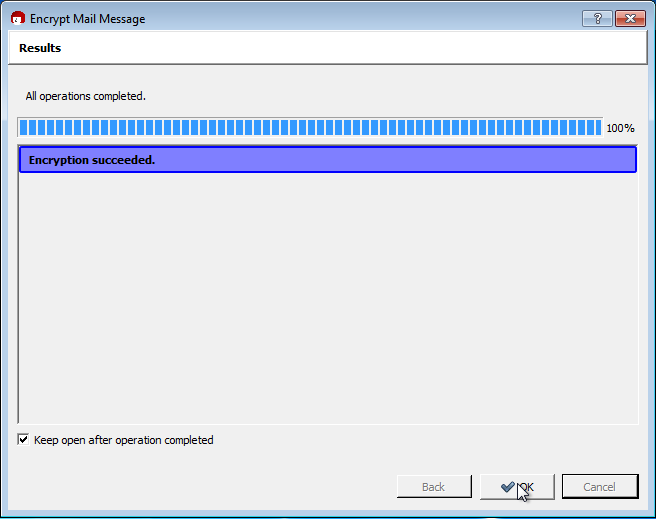 Encrypt Mail Message
Results
All operations completed.
100%
Encryption succeeded.
Keep open after operation completed
Back
OK
Cancel